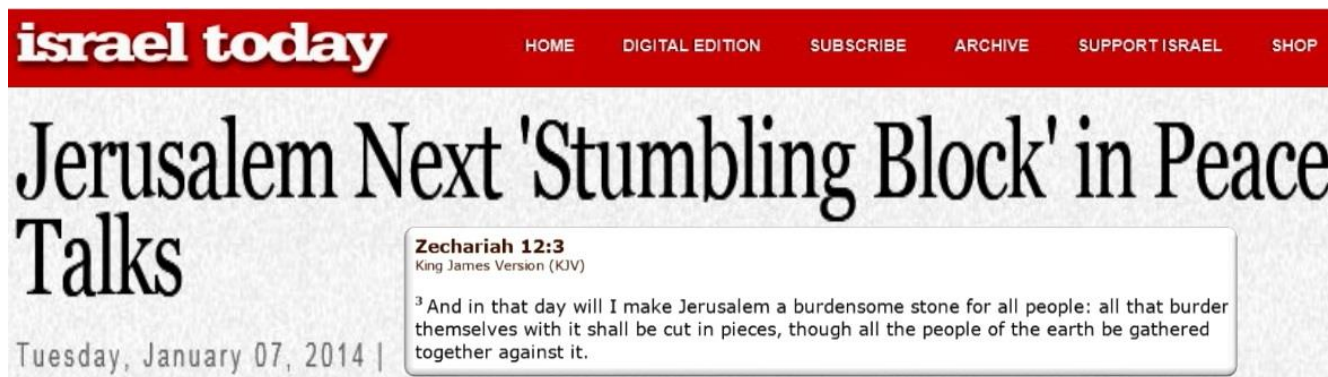 israel today
HOME DIGITAL EDITION SUBSCRIBE ARCHIVE SUPPORT ISRAEL SHOP
Jerusalem Next 'Stumbling Block' in Peace
Talks
Zechariah 12:3
King James Version (KJV)
3 And in that day will I make Jerusalem a burdensome stone for all people: all that burder
themselves with it shall be cut in pieces, though all the people of the earth be gathered
together against it.
Tuesday, January 07, 2014 |